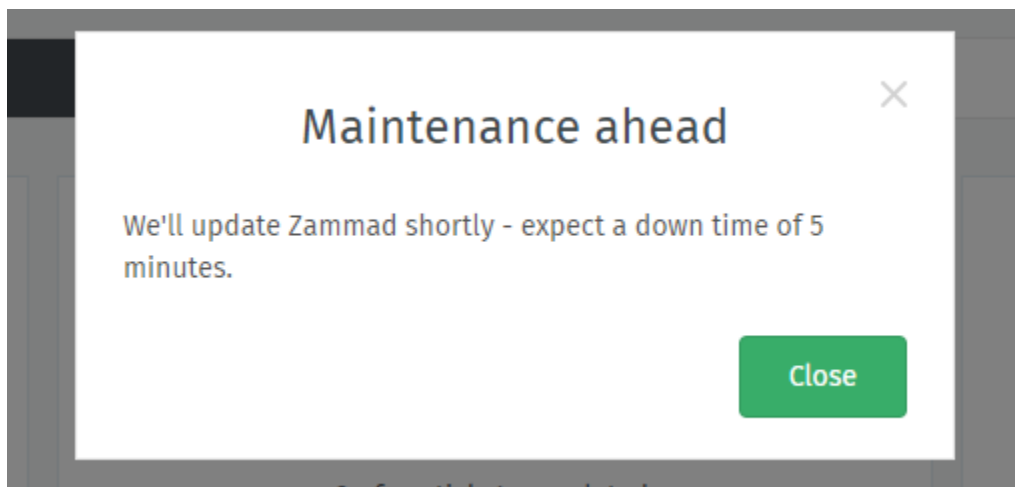 Maintenance ahead
We'll update Zammad shortly - expect a down time of 5
minutes.
Close